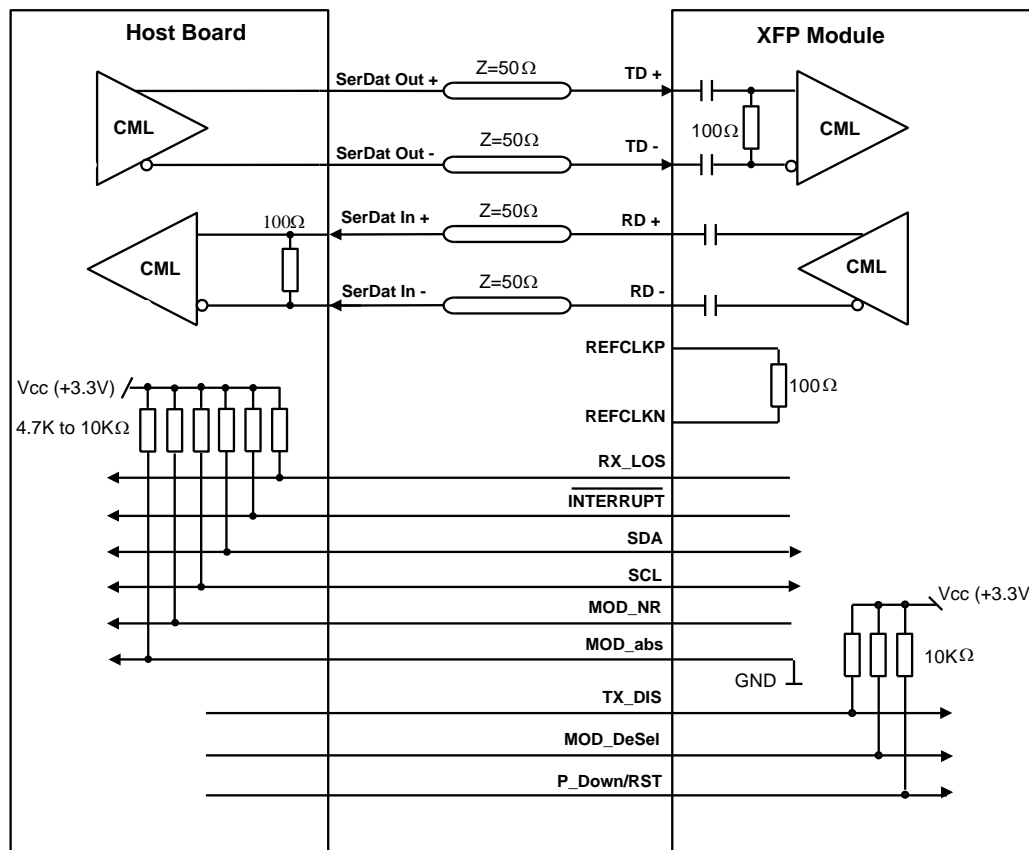 Host Board
XFP Module
SerDat Out +
Z=50Ω
TD +
CML
100Ω
CML
SerDat Out -
Z=50Ω
TD -
100Ω
SerDat In +
Z=50Ω
RD +
CML
CML
SerDat In -
Z=50Ω
RD -
REFCLKP
100Ω
REFCLKN
Vcc (+3.3V)
4.7K to 10KΩ
RX_LOS
INTERRUPT
SDA
SCL
Vcc (+3.3V
MOD_NR
MOD_abs
10KΩ
GND
TX_DIS
MOD_DeSel
P_Down/RST